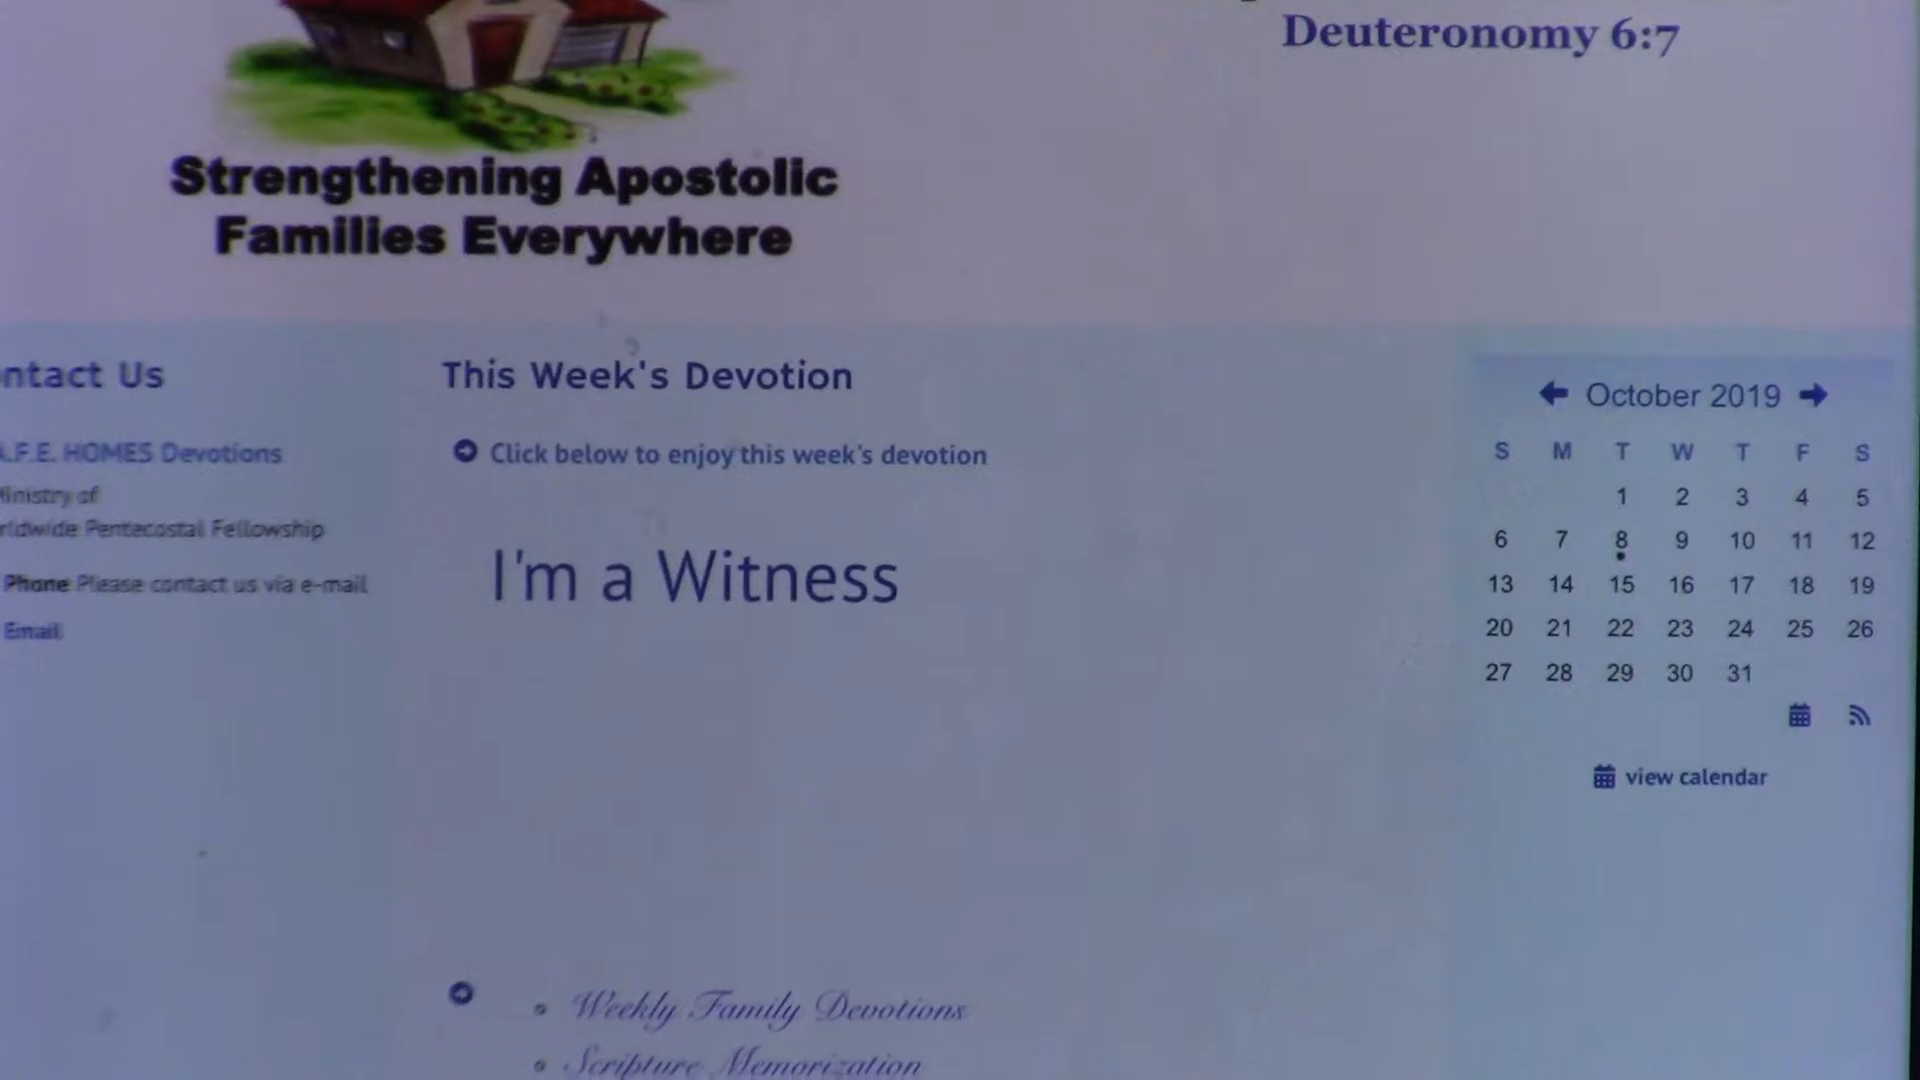 Deuteronomy 6:7
Strengthening Apostolic
Families Everywhere
ntact Us
.F.E. HOMES Devotions
Ministry of
rldwide Pentecostal Fellowship
Phone Please contact us via e-mail
Email
This Week's Devotion
Click below to enjoy this week's devotion
I'm a Witness
Weekly Family Devotions
Scripture Memorization
October 2019
S M T W T F S
1 2 3 4 5
6 7 8 9 10 11 12
13 14 15 16 17 18 19
20 21 22 23 24 25 26
27 28 29 30 31
view calendar